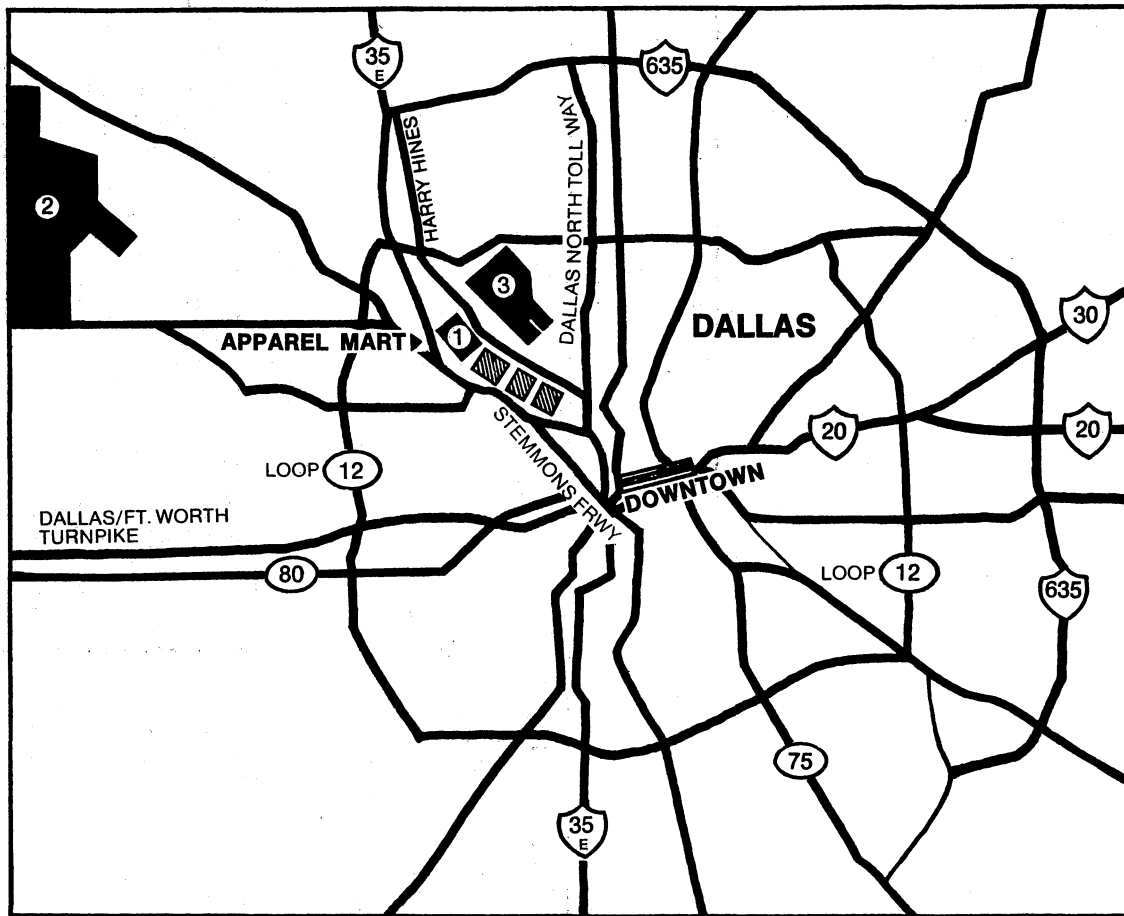 35
E
635
HARRY HINES
DALLAS NORTH TOLL WAY
2
3
30
DALLAS
APPAREL MART
1
20
20
STEMMONS FRWY
LOOP 12
DOWNTOWN
DALLAS/FT. WORTH
TURNPIKE
80
LOOP 12
635
75
35
E